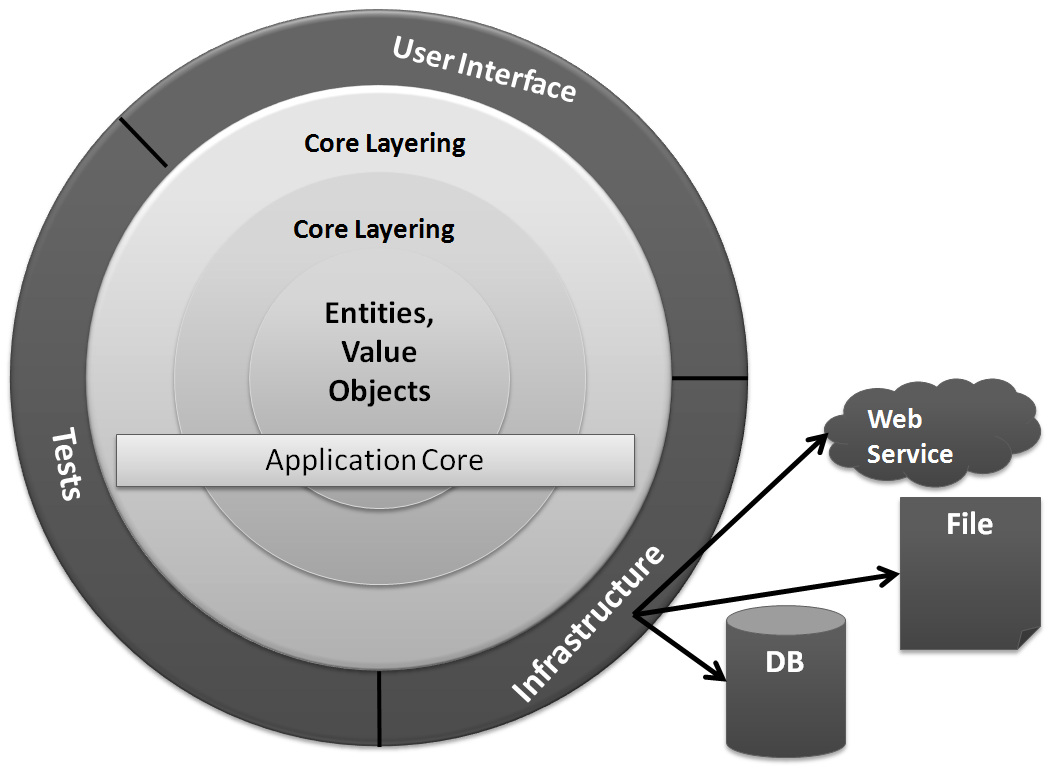 User Interface
Core Layering
Core Layering
Entities,
Value
Objects
Application Core
Tests
Infrastructure
Web
Service
File
DB